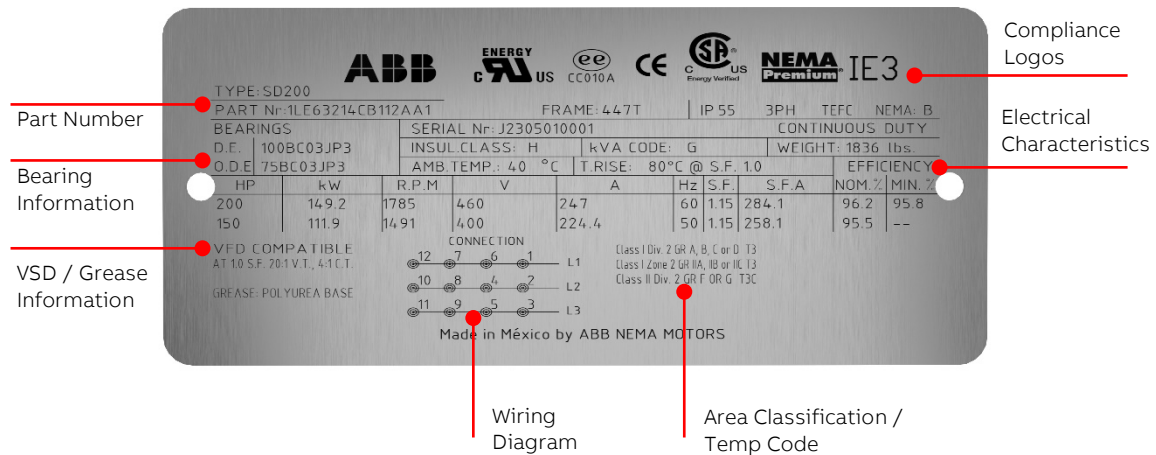 Compliance
Logos
ABB
ENERGY
C UR US
ee
CC010A
CE
CSA
C US
Energy Verified
NEMA
Premium
IE3
TYPE: SD200
Part Number
PART Nr:1LE63214CB112AA1 FRAME: 447T IP 55 3PH TEFC NEMA: B
BEARINGS SERIAL Nr: J2305010001 CONTINUOUS DUTY
Electrical
Characteristics
D.E. 100BC03JP3 INSUL.CLASS: H kVA CODE: G WEIGHT: 1836 lbs.
O.D.E 75BC03JP3 AMB.TEMP.: 40 °C T.RISE: 80°C @ S.F. 1.0 EFFICIENCY
Bearing
Information
HP kW R.P.M V A Hz S.F. S.F.A NOM.% MIN. %
200 149.2 1785 460 247 60 1.15 284.1 96.2 95.8
150 111.9 1491 400 224.4 50 1.15 258.1 95.5 --
VFD COMPATIBLE
AT 1.0 S.F. 20:1 V.T., 4:1 C.T.
GREASE: POLYUREA BASE
VSD / Grease
Information
CONNECTION
12 7 6 1 L1
10 8 4 2 L2
11 9 5 3 L3
Class I Div. 2 GR A, B, C or D T3
Class I Zone 2 GR IIA, IIB or IIC T3
Class II Div. 2 GR F OR G T3C
Made in México by ABB NEMA MOTORS
Wiring
Diagram
Area Classification /
Temp Code